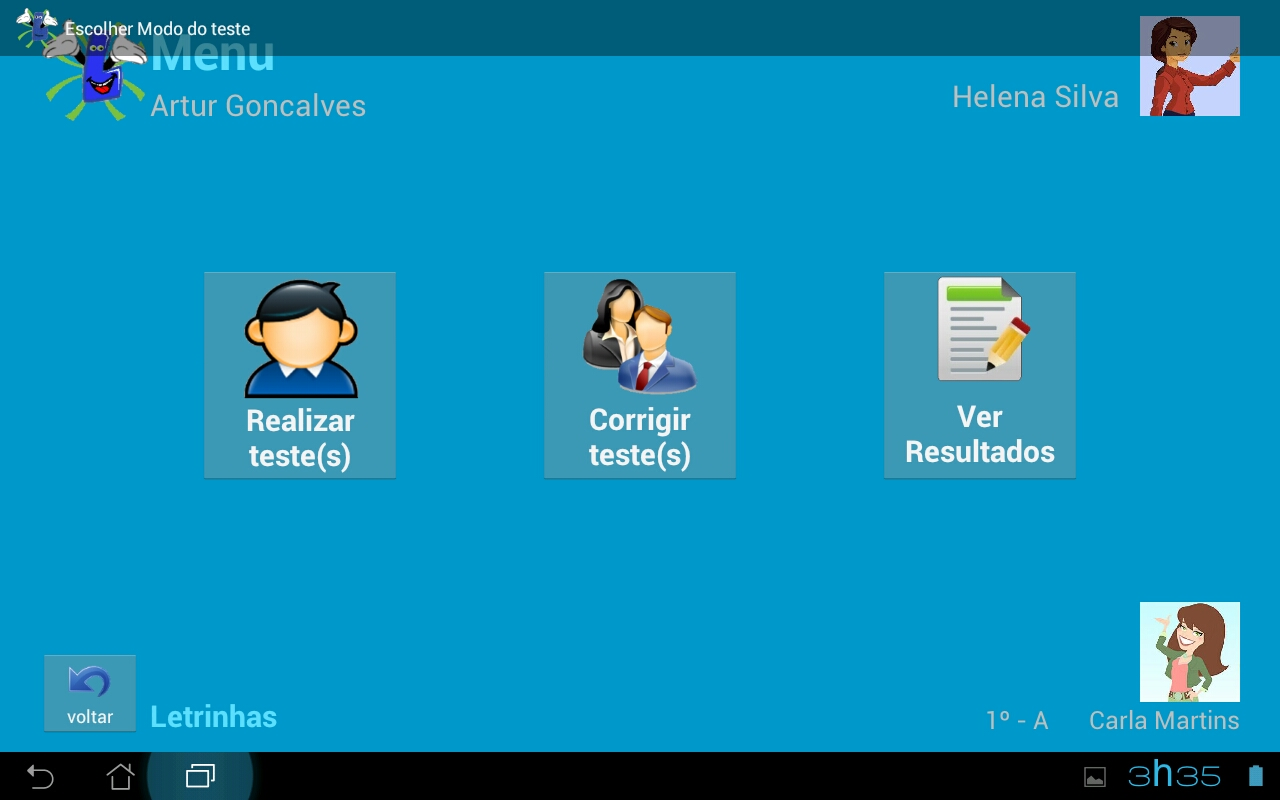 Escolher Modo do teste
Menu
Artur Goncalves
Helena Silva
Realizar
teste(s)
Corrigir
teste(s)
Ver
Resultados
voltar
Letrinhas
1º - A
Carla Martins
3h35